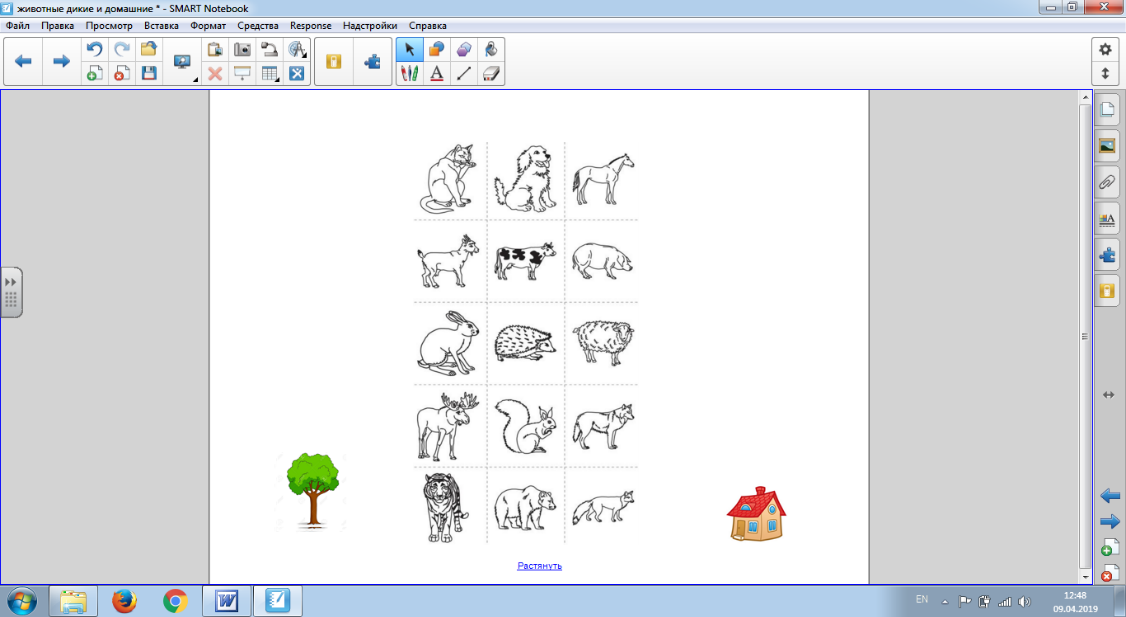 животные дикие и домашние * - SMART Notebook
Файл Правка Просмотр Вставка Формат Средства Response Надстройки Справка
Растянуть
EN
12:48
09.04.2019